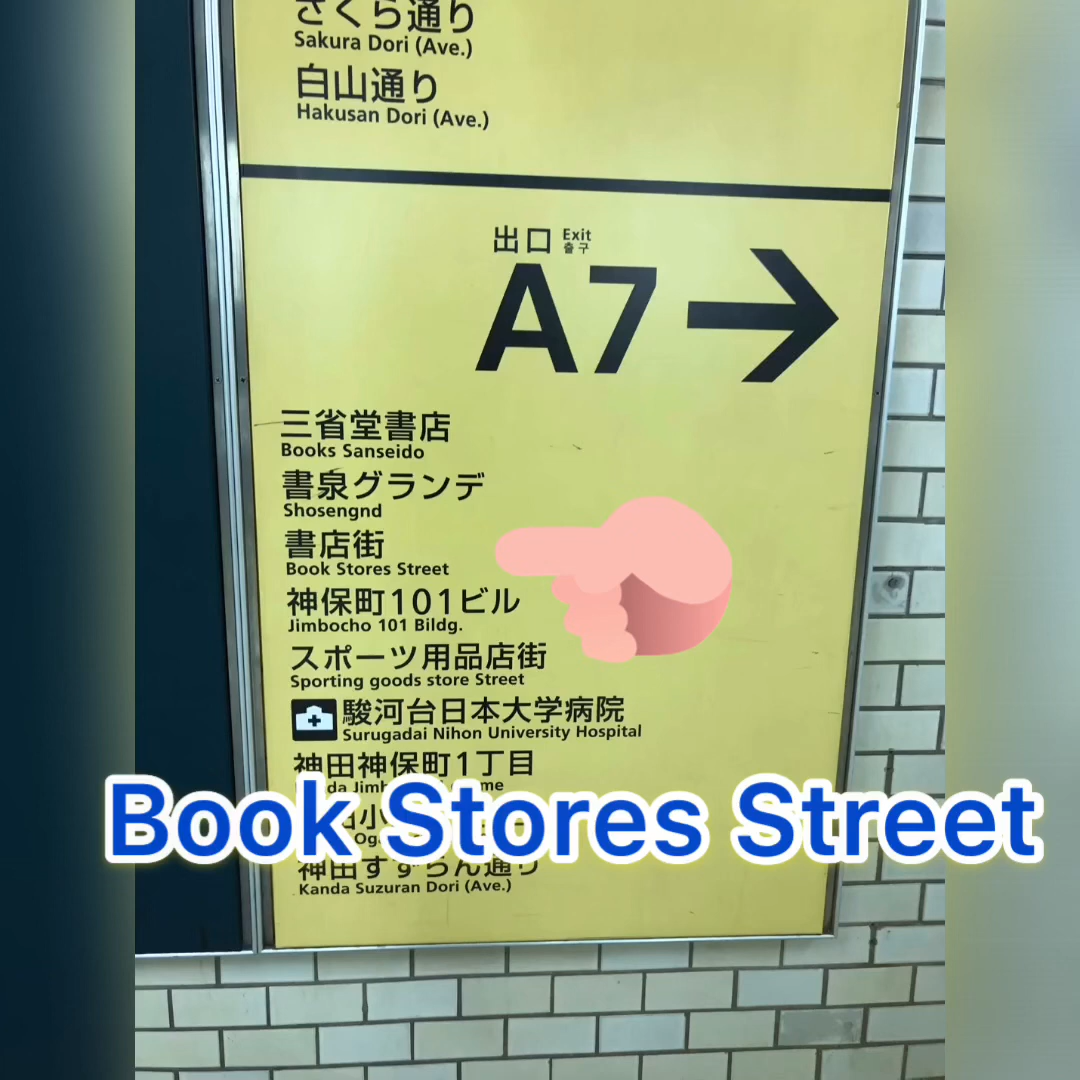 さくら通り
Sakura Dori (Ave.)
白山通り
Hakusan Dori (Ave.)
出口 Exit
출구
A7
三省堂書店
Books Sanseido
書泉グランデ
Shosengnd
書店街
Book Stores Street
神保町101ビル
Jimbocho 101 Bildg.
スポーツ用品店街
Sporting goods store Street
駿河台日本大学病院
Surugadai Nihon University Hospital
神田神保町1丁目
Book Stores Street
神田すずらん通り
Kanda Suzuran Dori (Ave.)